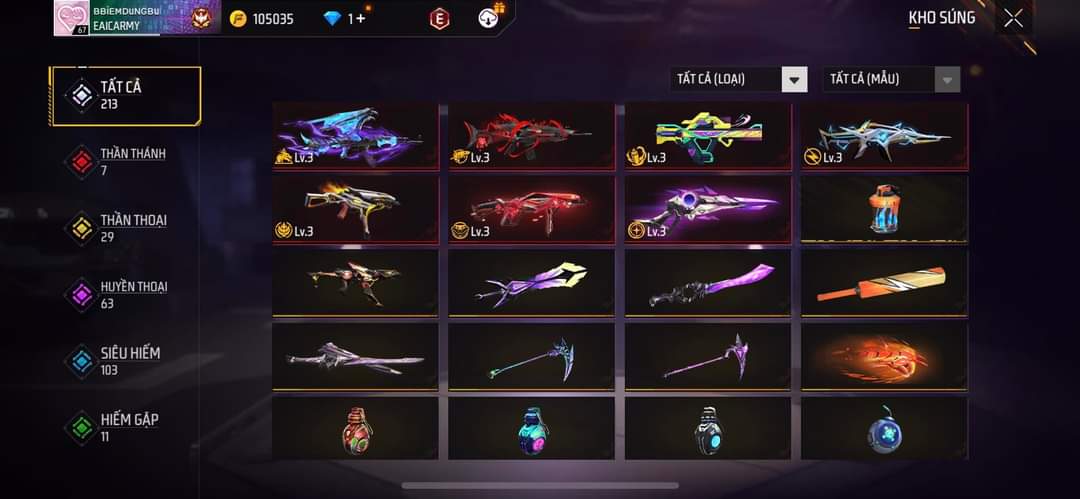 BBIEMDUNGBU
EAICARMY
67
105035
1+
E
KHO SÚNG
TẤT CẢ
213
TẤT CẢ (LOẠI)
TẤT CẢ (MẪU)
THẦN THÁNH
7
THẦN THOẠI
29
HUYỀN THOẠI
63
SIÊU HIẾM
103
HIẾM GẶP
11
Lv.3
Lv.3
Lv.3
Lv.3
Lv.3
Lv.3
Lv.3